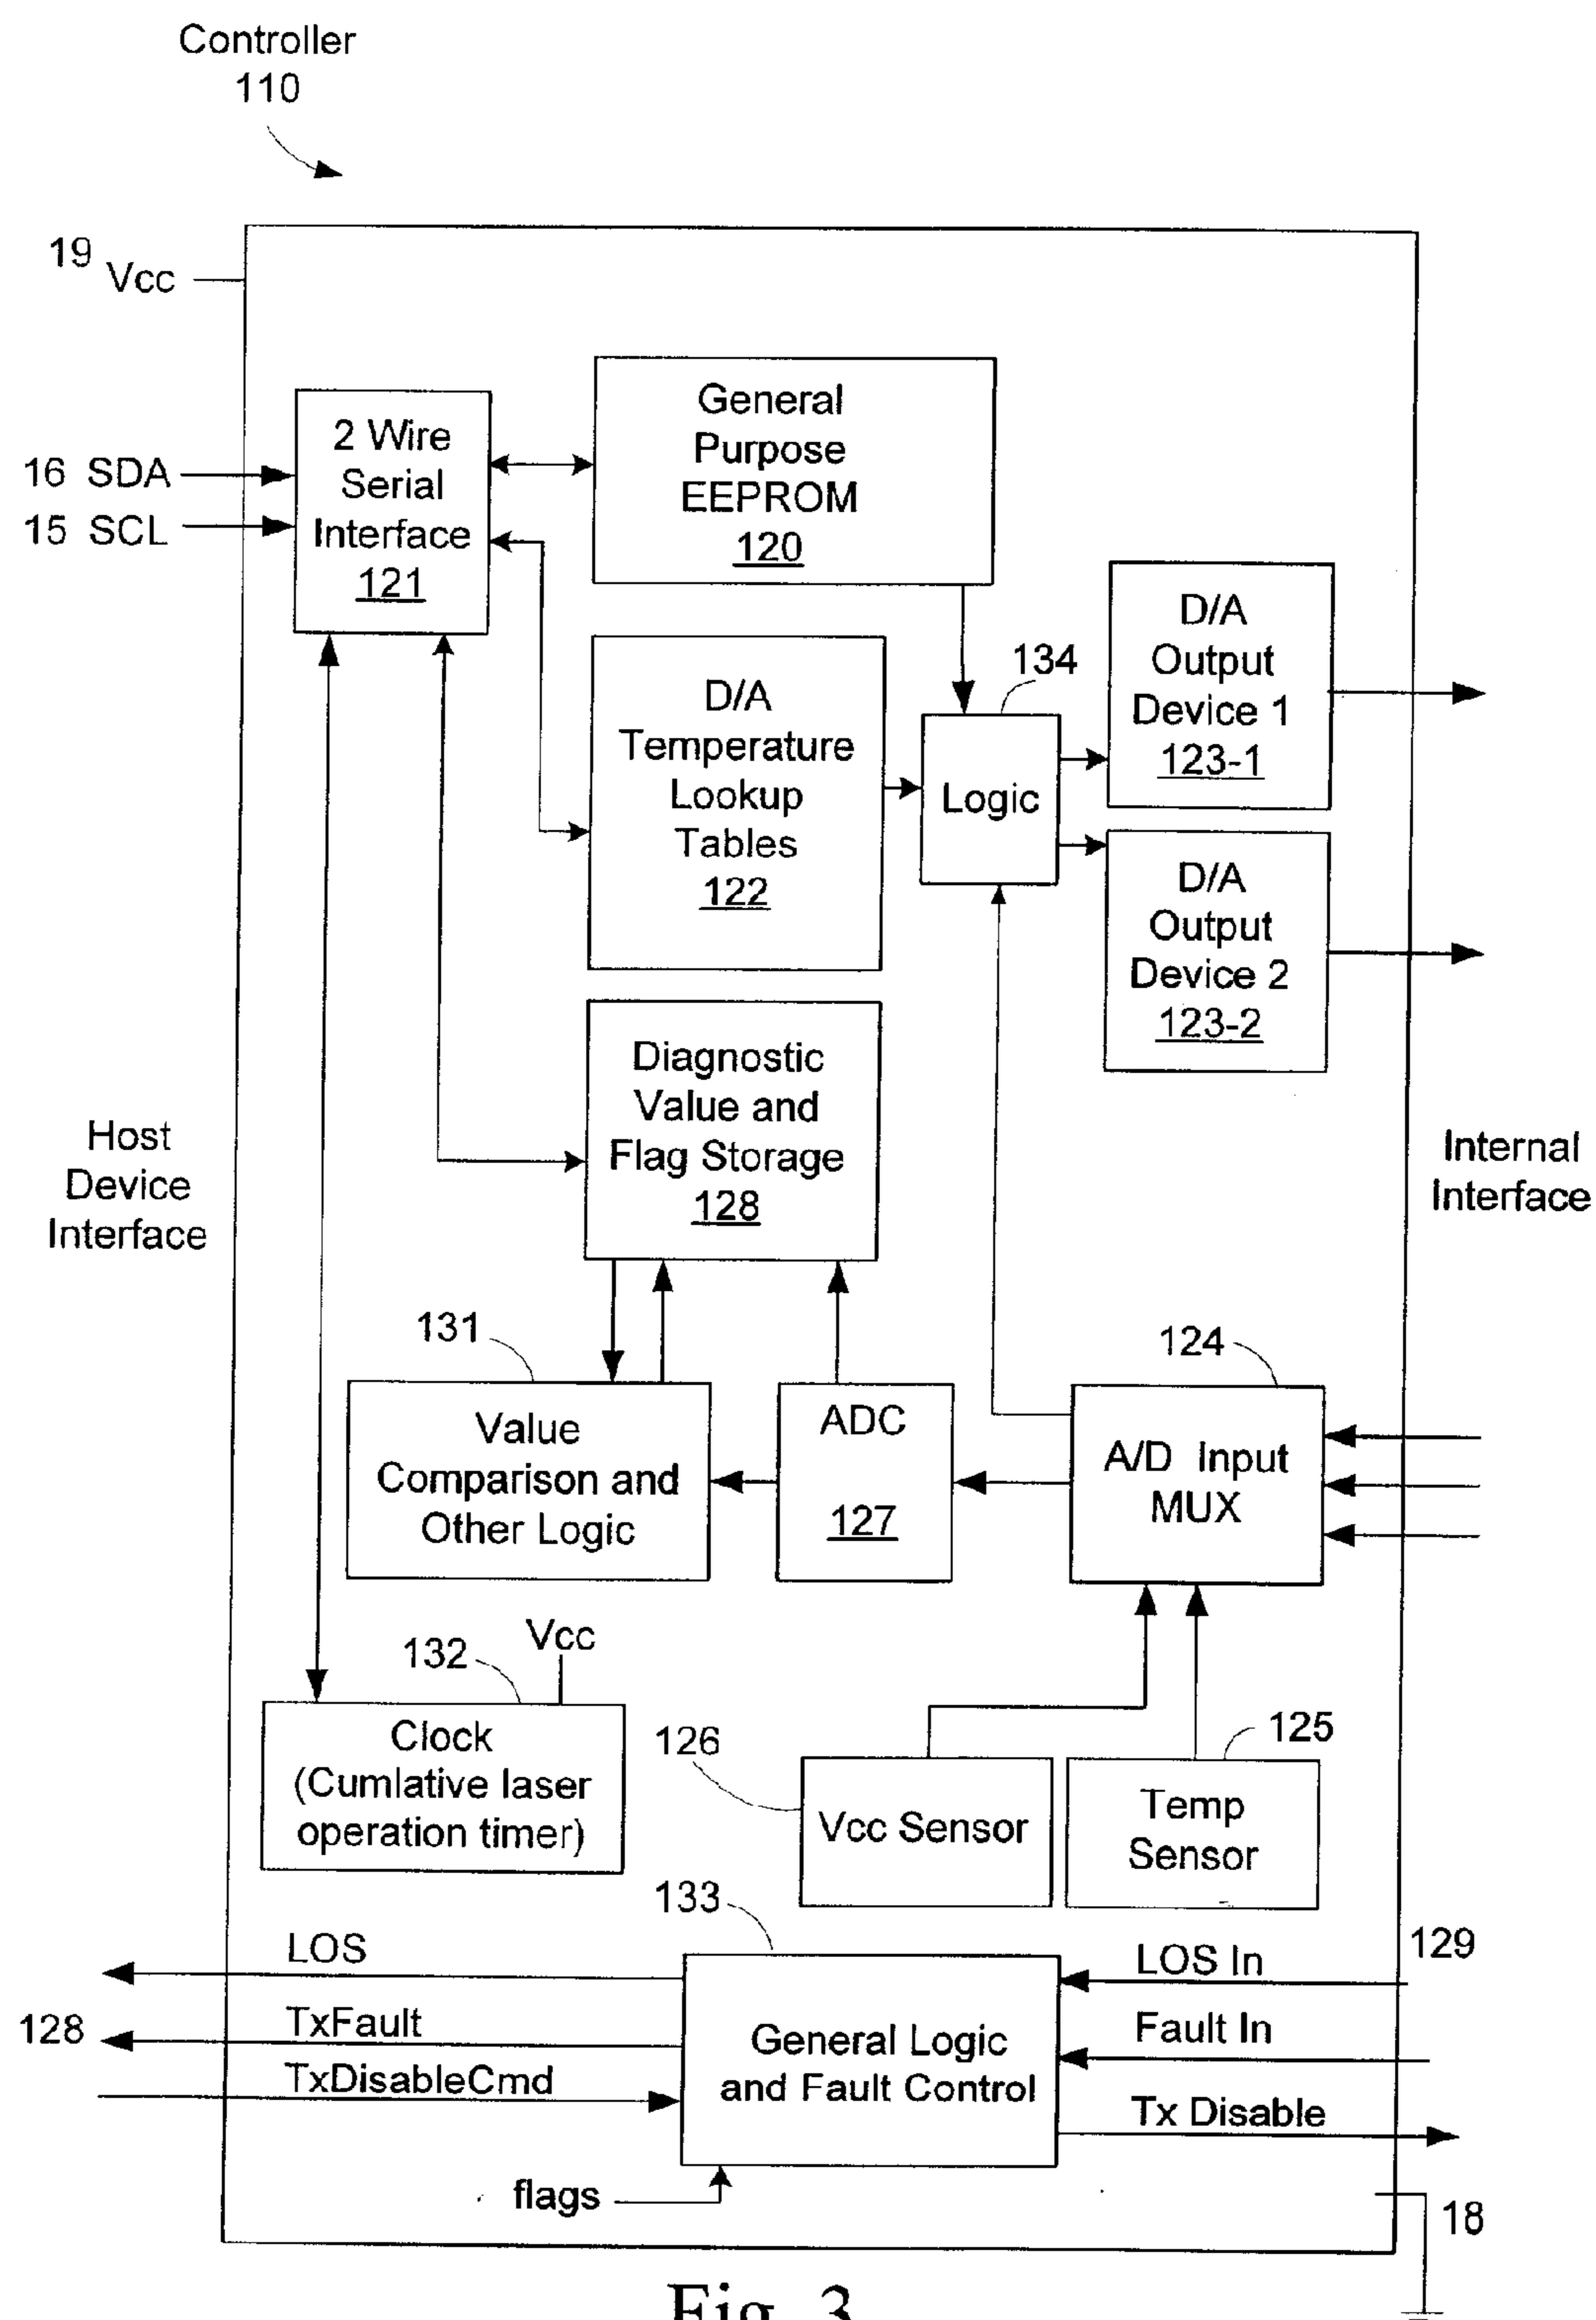 Controller
110
19
Vcc
2 Wire
Serial
Interface
121
16 SDA
15 SCL
General
Purpose
EEPROM
120
D/A
Output
Device 1
123-1
134
D/A
Temperature
Lookup
Tables
122
Logic
D/A
Output
Device 2
123-2
Diagnostic
Value and
Flag Storage
128
Host
Device
Interface
Internal
Interface
131
124
Value
Comparison and
Other Logic
ADC
127
A/D Input
MUX
132
Vcc
Clock
(Cumlative laser
operation timer)
126
125
Vcc Sensor
Temp
Sensor
133
129
LOS
LOS In
128
TxFault
Fault In
TxDisableCmd
General Logic
and Fault Control
Tx Disable
flags
18
Fig. 3